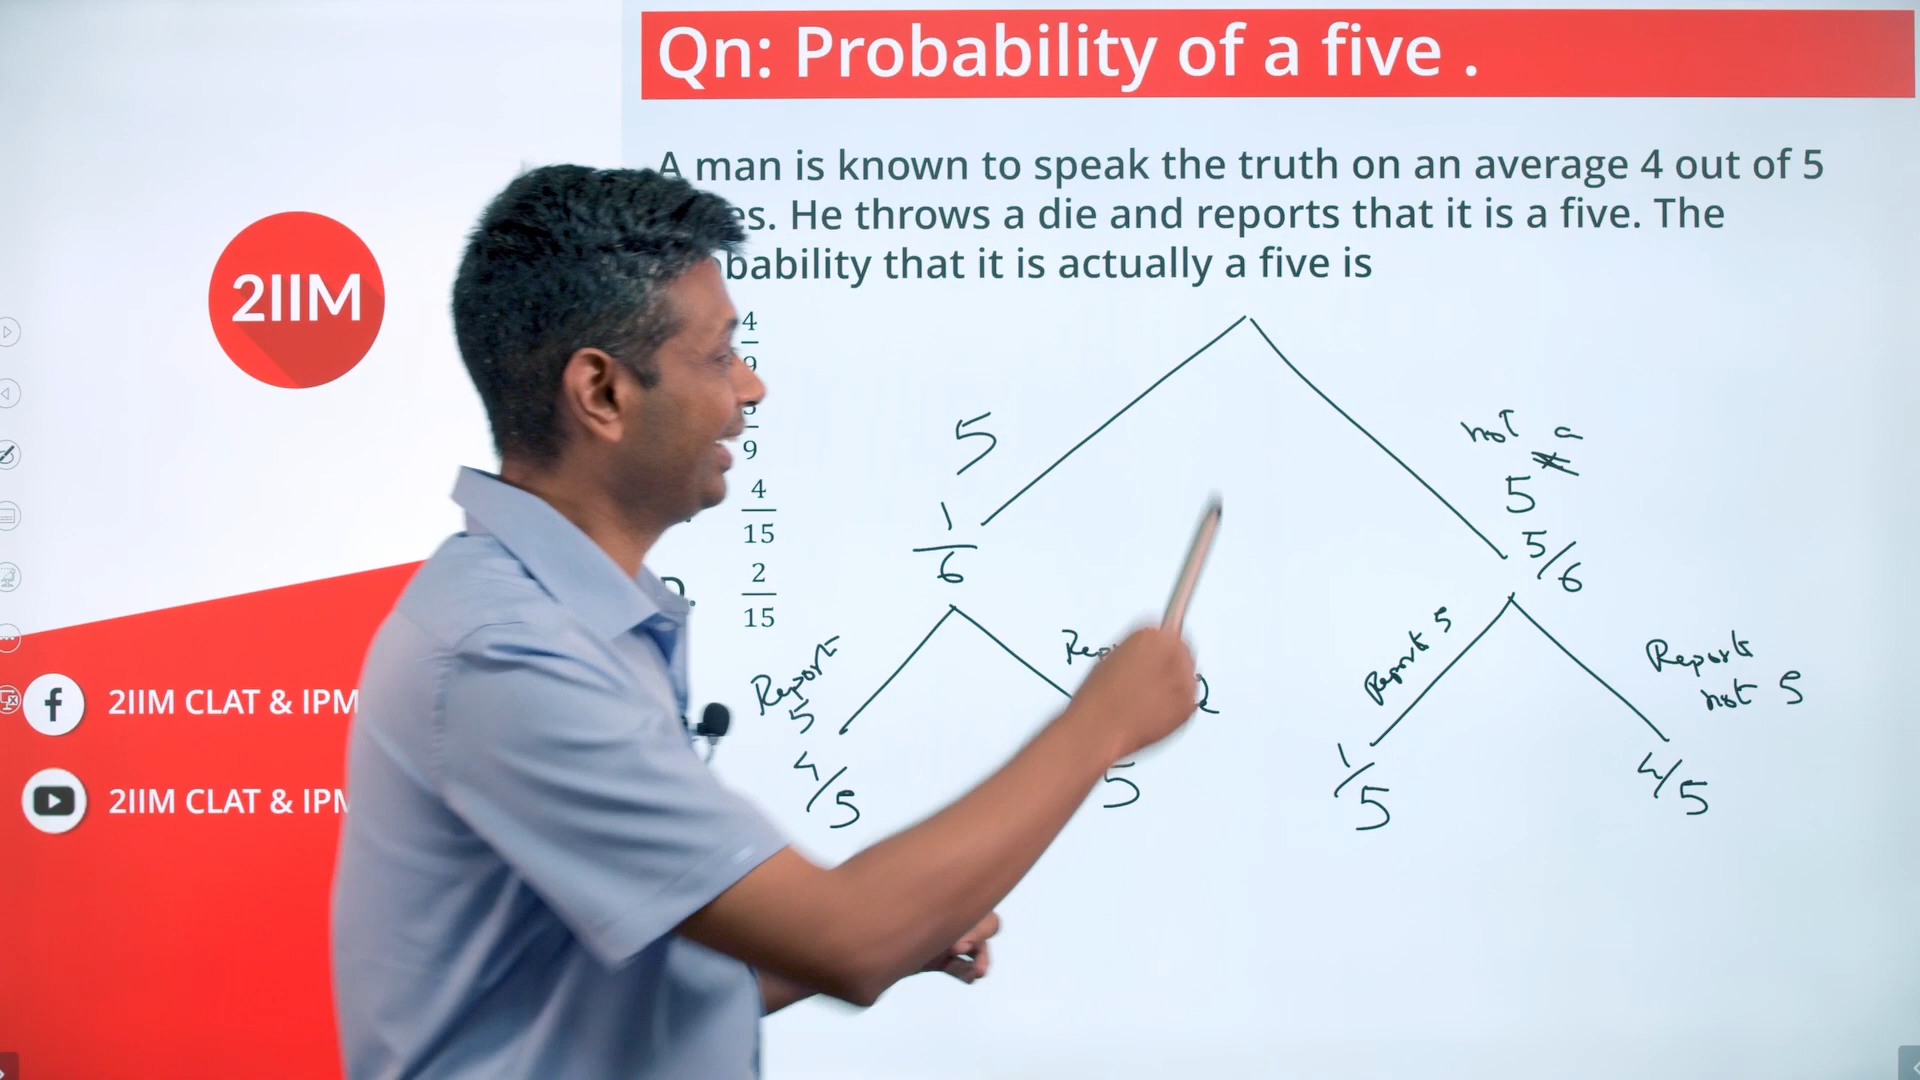 Qn: Probability of a five .
A man is known to speak the truth on an average 4 out of 5
es. He throws a die and reports that it is a five. The
bability that it is actually a five is
2IIM
4
9
9
4
15
D.
2
15
5
1
6
not a
5
5/6
Report
5
4/5
5
Report 5
1/5
Reports
not 5
4/5
2IIM CLAT & IPM
2IIM CLAT & IPM